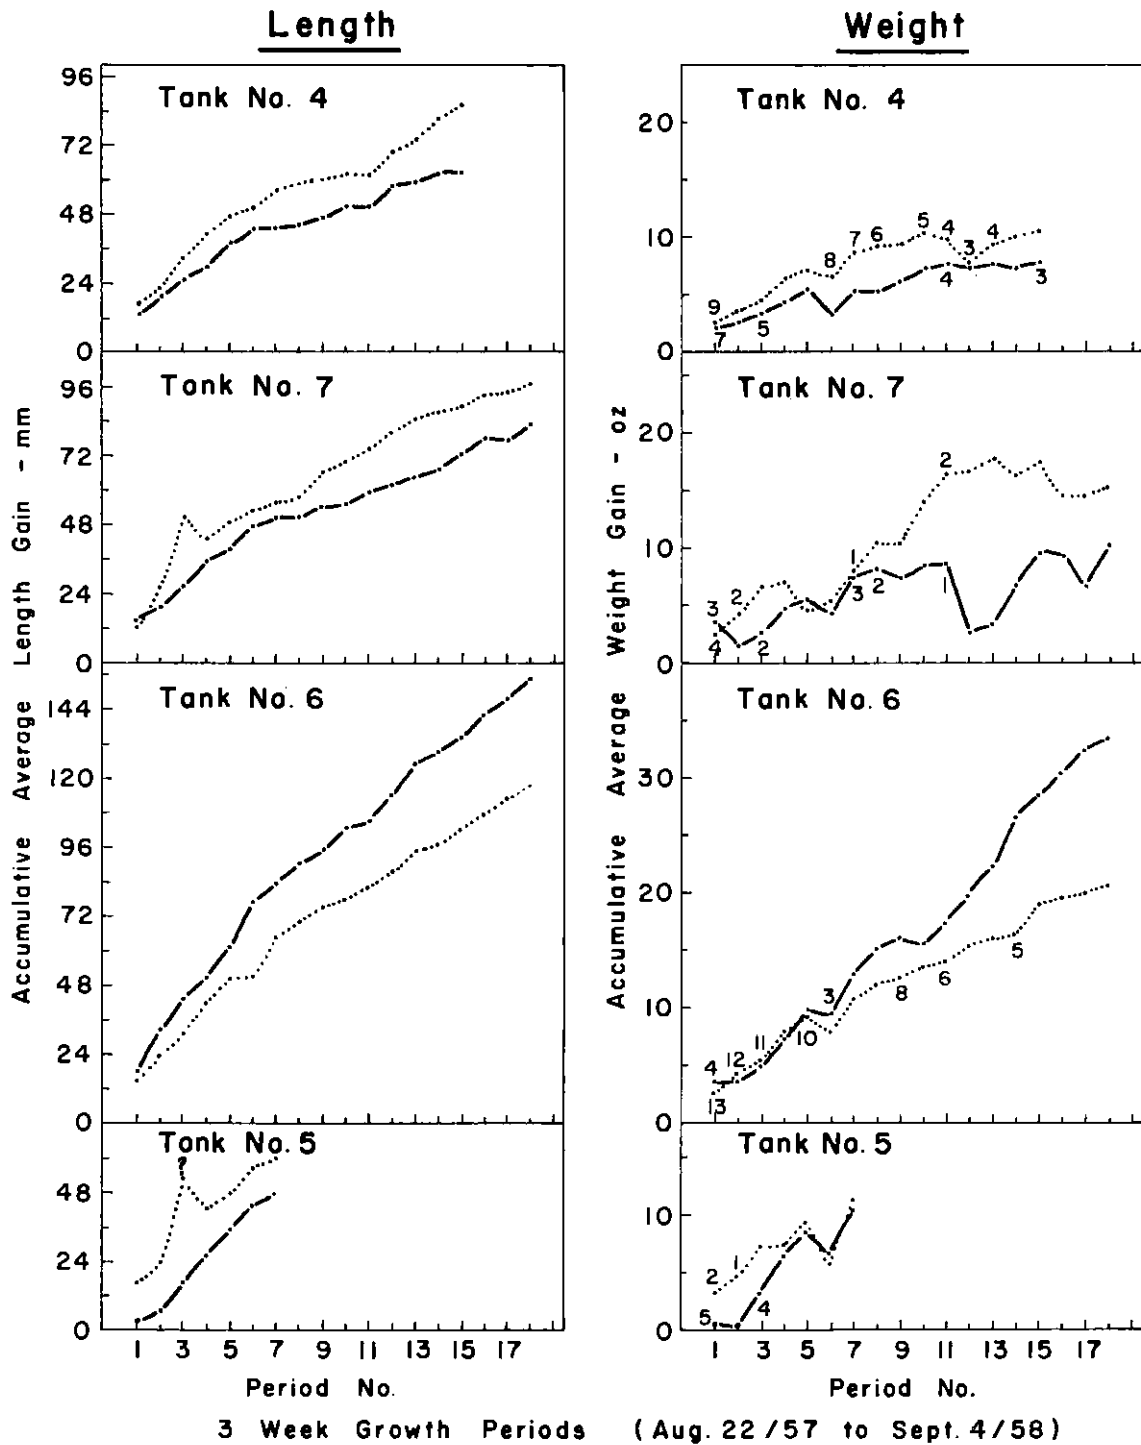 Length
Weight
Tank No. 4
96
72
48
24
0
Tank No. 7
96
72
48
24
0
Tank No. 6
144
120
96
72
48
24
0
Tank No. 5
?
48
24
0
1 3 5 7 9 11 13 15 17
Period No.
Accumulative Average Length Gain - mm
Tank No. 4
20
10
0
9 8 7 6 5 4 3 4
7 5 4 3
Tank No. 7
20
10
0
3 2 1 2
4 2 3 2 1
Tank No. 6
30
20
10
0
4 12 11 3
13 10 8 6 5
Tank No. 5
10
0
2 1
5 4
1 3 5 7 9 11 13 15 17
Period No.
Accumulative Average Weight Gain - oz
3 Week Growth Periods (Aug. 22/57 to Sept. 4/58)